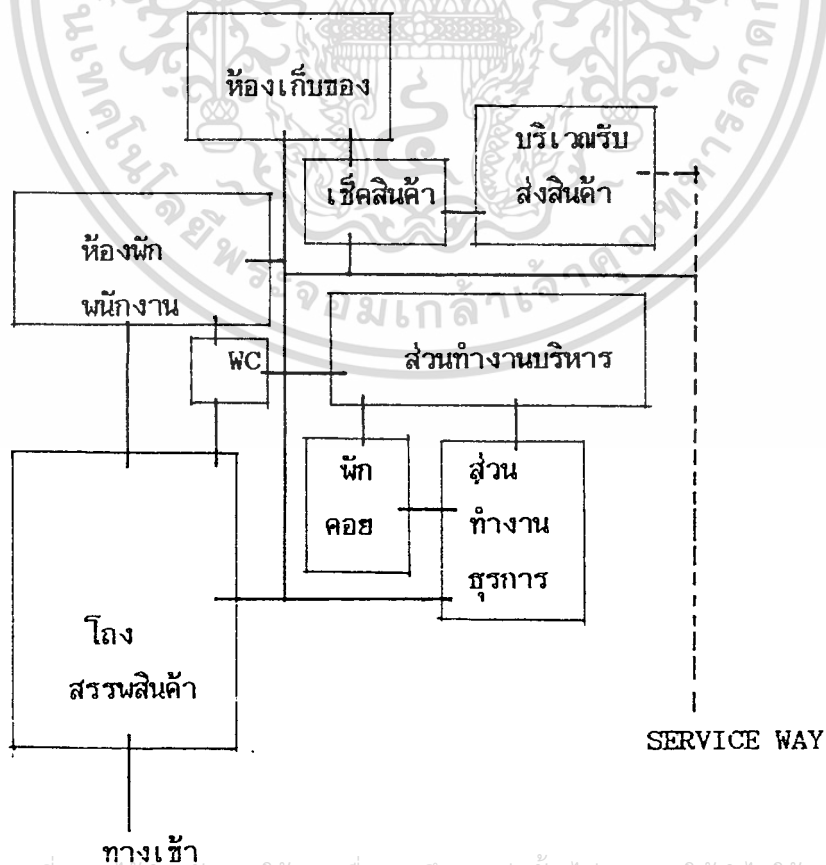 ห้องเก็บของ
บริเวณรับ
ส่งสินค้า
เช็คสินค้า
ห้องพัก
พนักงาน
WC
ส่วนทำงานบริหาร
พัก
คอย
ส่วน
ทำงาน
ธุรการ
โถง
สรรพสินค้า
SERVICE WAY
ทางเข้า